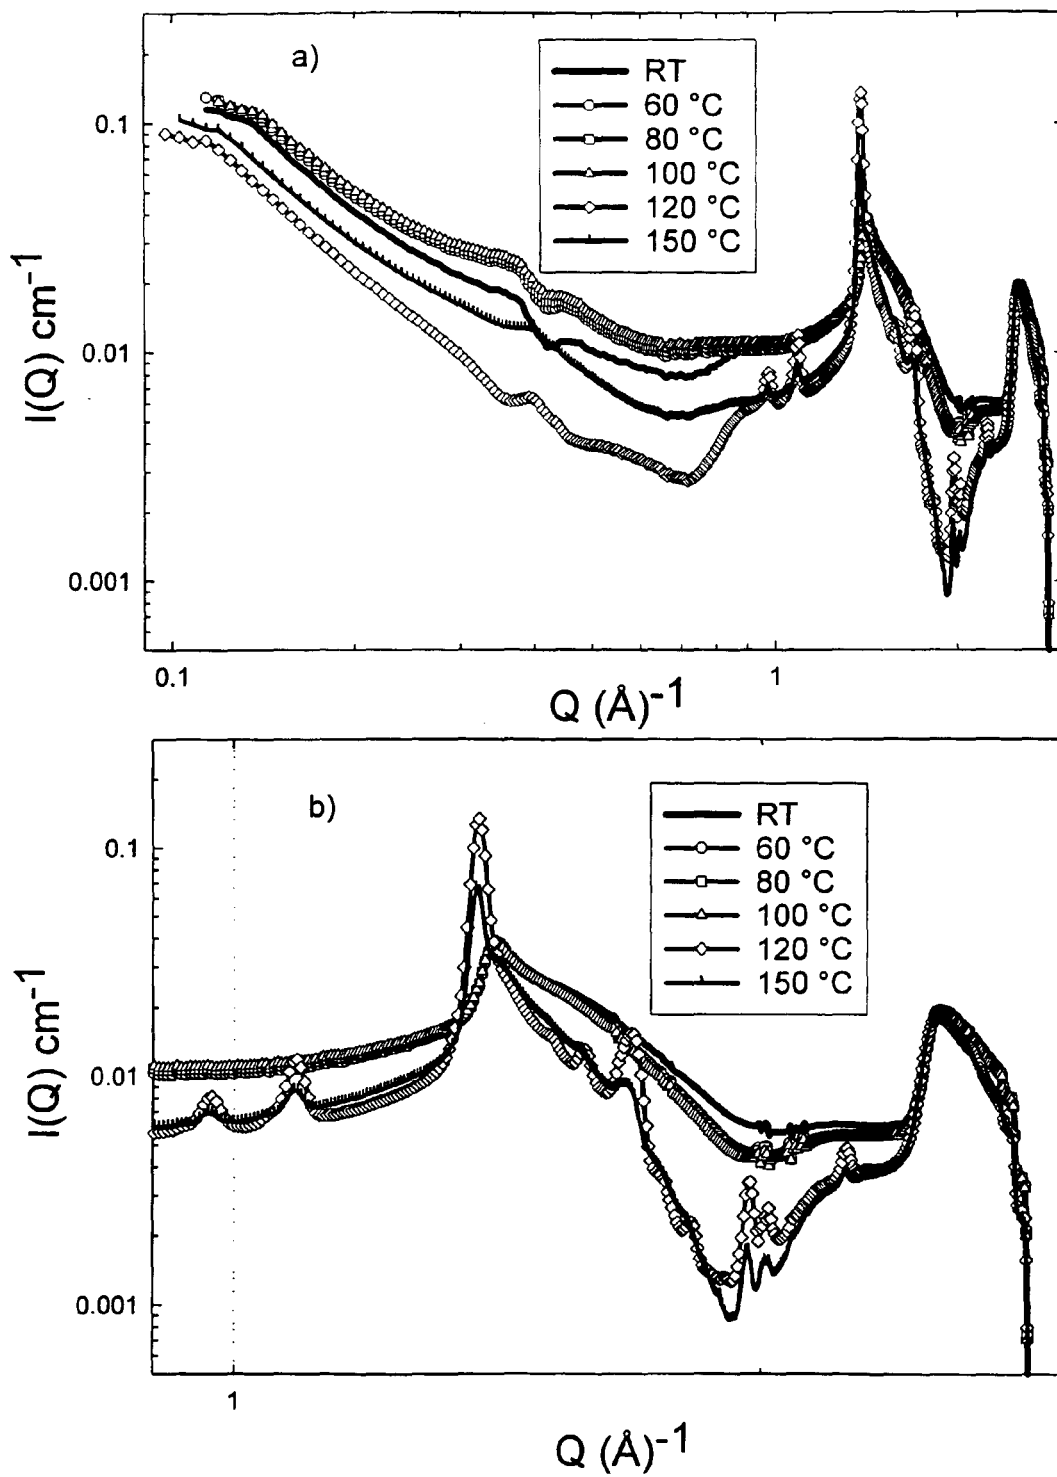 a)
RT
60 °C
80 °C
100 °C
120 °C
150 °C
0.1
0.01
0.001
I(Q) cm⁻¹
0.1
1
Q (Å)⁻¹
b)
RT
60 °C
80 °C
100 °C
120 °C
150 °C
0.1
0.01
0.001
I(Q) cm⁻¹
1
Q (Å)⁻¹